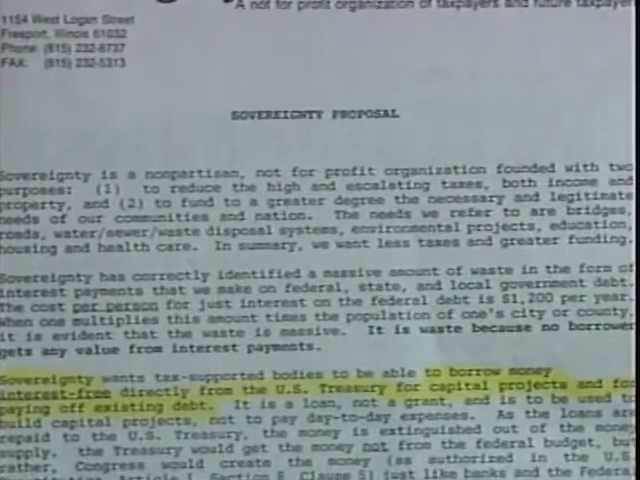 A not for profit organization of taxpayers and future taxpayer
1154 West Logan Street
Freeport, Illinois 61032
Phone: (815) 232-8737
FAX: (815) 232-5313
SOVEREIGNTY PROPOSAL
Sovereignty is a nonpartisan, not for profit organization founded with two
purposes: (1) to reduce the high and escalating taxes, both income and
property, and (2) to fund to a greater degree the necessary and legitimate
needs of our communities and nation. The needs we refer to are bridges,
roads, water/sewer/waste disposal systems, environmental projects, education,
housing and health care. In summary, we want less taxes and greater funding.
Sovereignty has correctly identified a massive amount of waste in the form of
interest payments that we make on federal, state, and local government debt.
The cost per person for just interest on the federal debt is $1,200 per year.
When one multiplies this amount times the population of one's city or county,
it is evident that the waste is massive. It is waste because no borrower
gets any value from interest payments.
Sovereignty wants tax-supported bodies to be able to borrow money
interest-free directly from the U.S. Treasury for capital projects and for
paying off existing debt. It is a loan, not a grant, and is to be used to
build capital projects, not to pay day-to-day expenses. As the loans are
repaid to the U.S. Treasury, the money is extinguished out of the money
supply. the Treasury would get the money not from the federal budget, but
rather, Congress would create the money (as authorized in the U.S.
Article I, Section 8, Clause 5) just like banks and the Federal